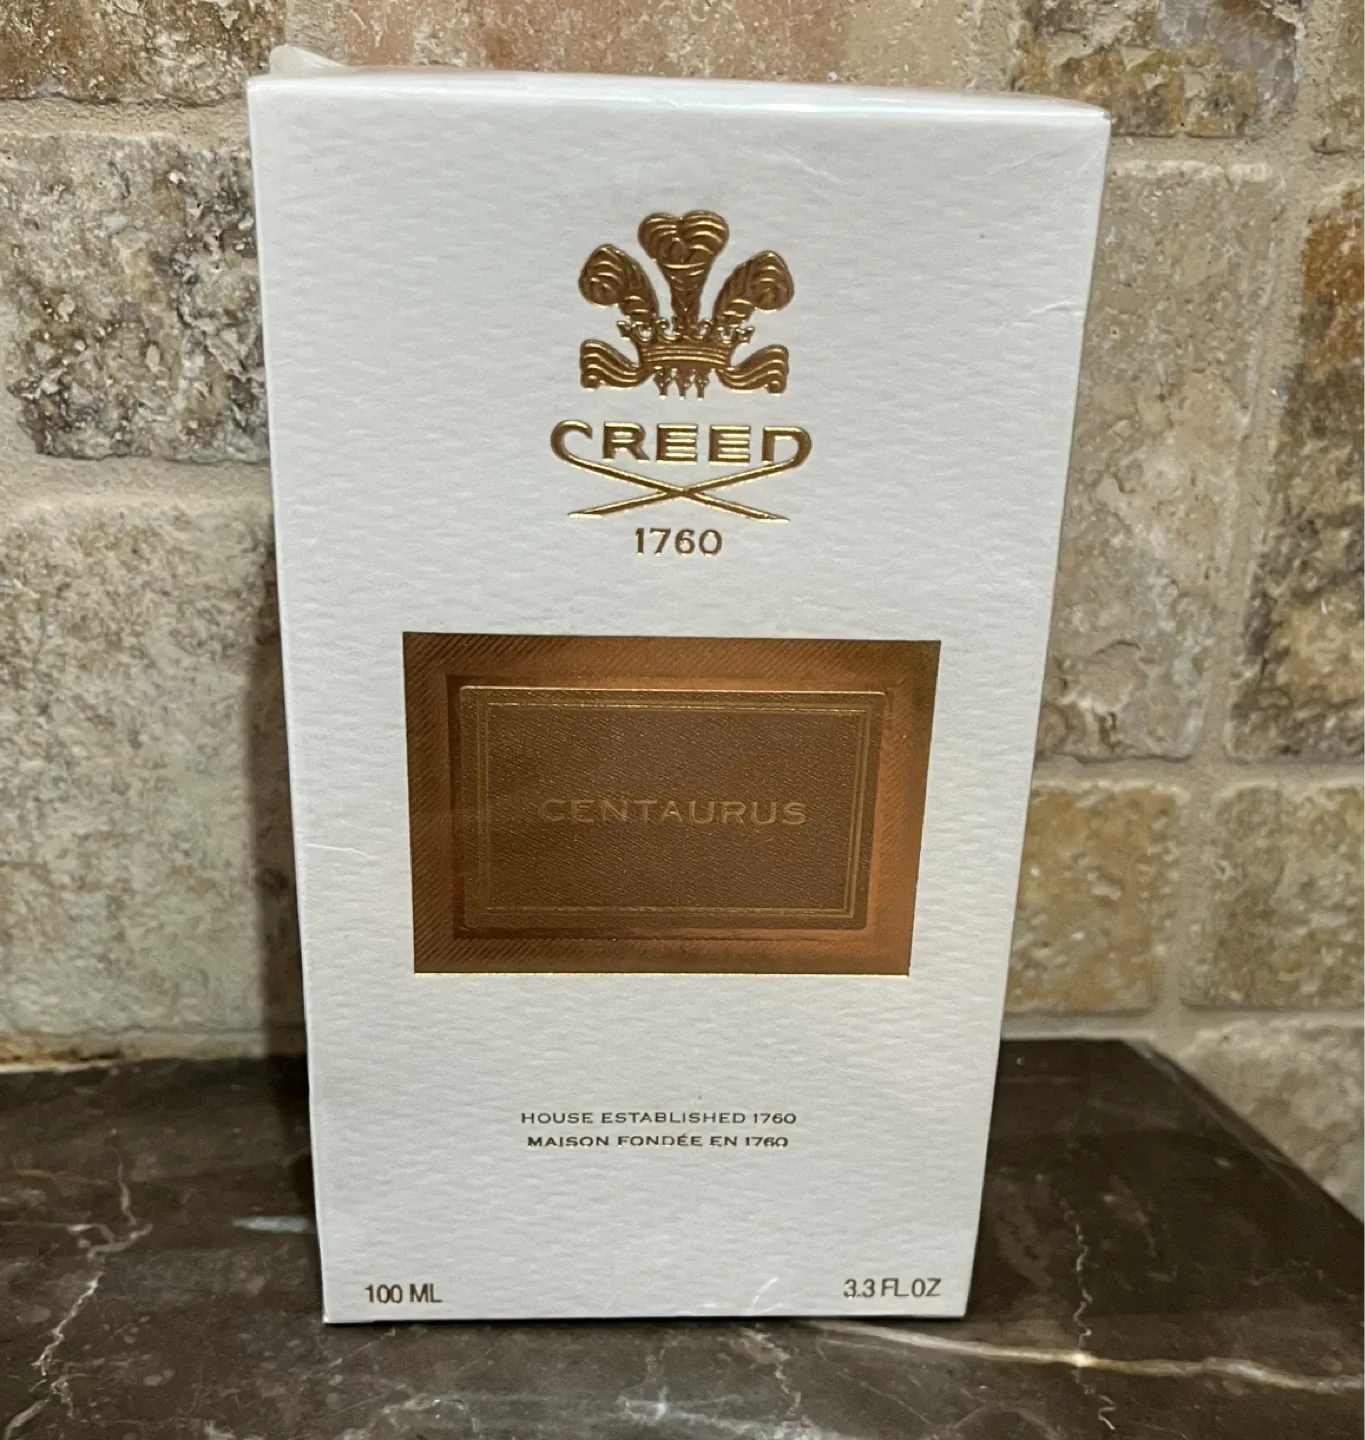 CREED
1760
CENTAURUS
HOUSE ESTABLISHED 1760
MAISON FONDÉE EN 1760
100 ML
3.3 FL.OZ